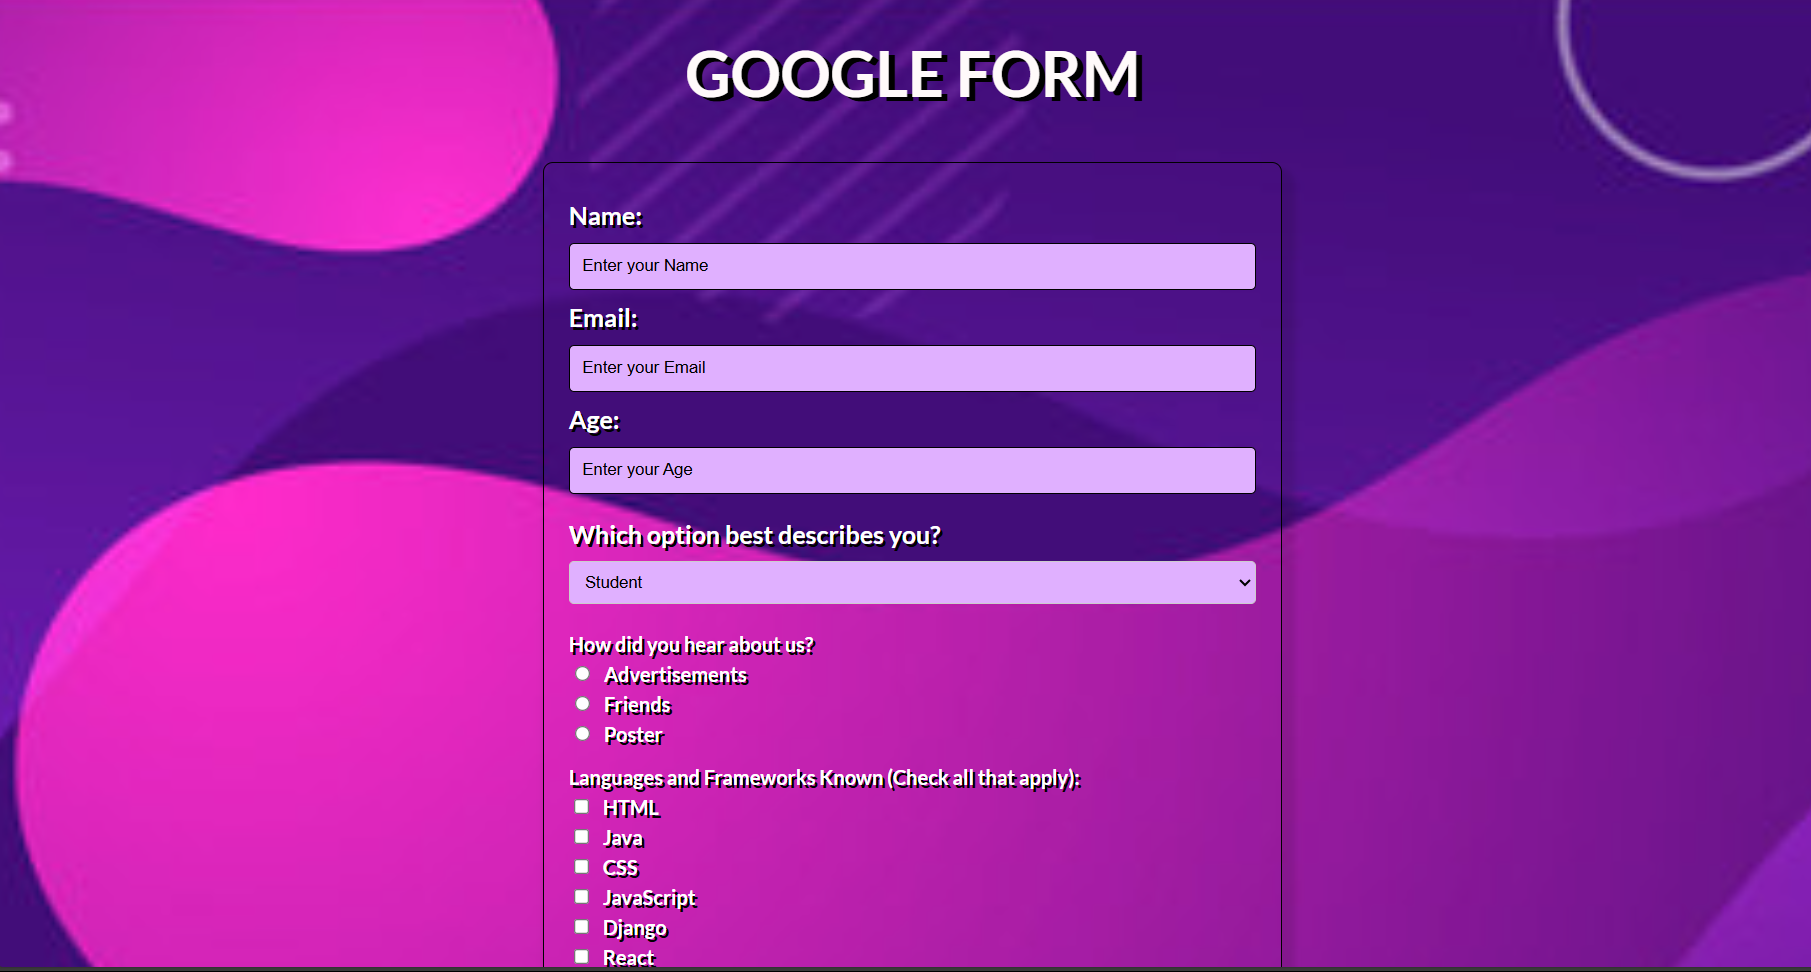 GOOGLE FORM
Name:
Enter your Name
Email:
Enter your Email
Age:
Enter your Age
Which option best describes you?
Student
How did you hear about us?
Advertisements
Friends
Poster
Languages and Frameworks Known (Check all that apply):
HTML
Java
CSS
JavaScript
Django
React